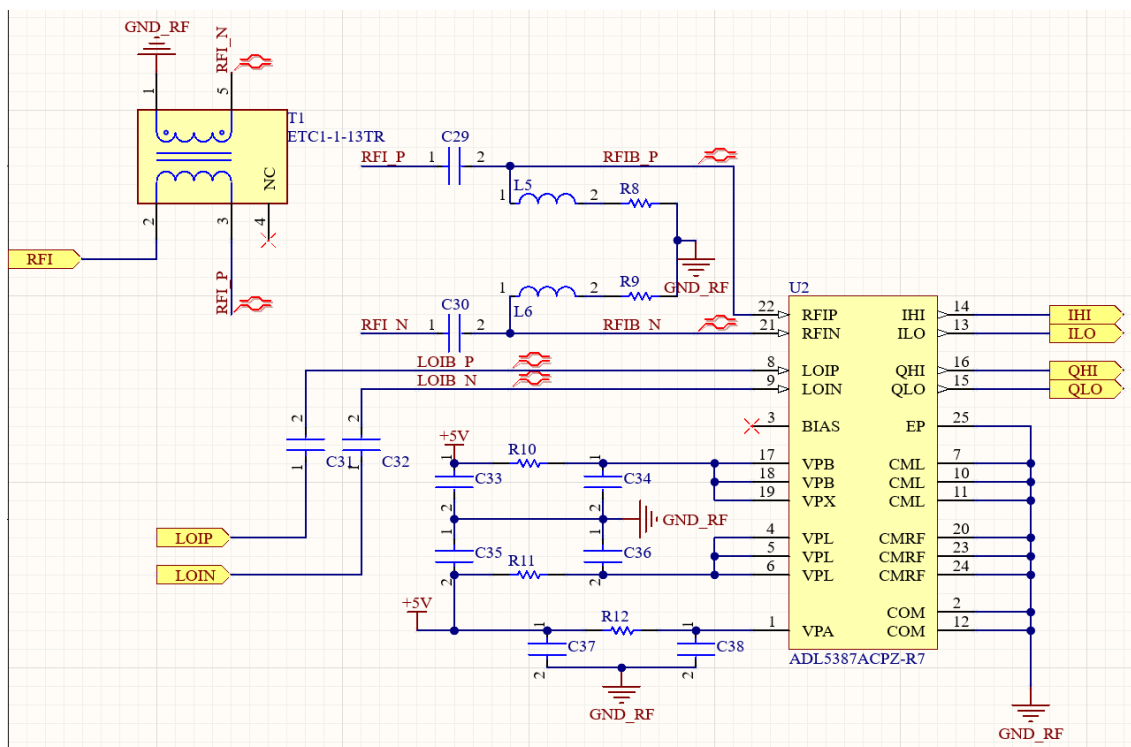 GND_RF
RFI_N
1
5
T1
ETC1-1-13TR
NC
2
3
4
RFI
RFI_P
RFI_P
1
C29
2
RFIB_P
1
L5
2
R8
GND_RF
1
L6
2
R9
RFI_N
1
C30
2
RFIB_N
LOIB_P
LOIB_N
2
1
C31
2
1
C32
LOIP
LOIN
+5V
R10
1
C33
2
1
C34
2
GND_RF
1
C35
2
1
C36
2
R11
+5V
R12
1
C37
2
1
C38
2
GND_RF
U2
22 RFIP IHI 14 IHI
21 RFIN ILO 13 ILO
8 LOIP QHI 16 QHI
9 LOIN QLO 15 QLO
3 BIAS EP 25
17 VPB CML 7
18 VPB CML 10
19 VPX CML 11
4 VPL CMRF 20
5 VPL CMRF 23
6 VPL CMRF 24
COM 2
1 VPA COM 12
ADL5387ACPZ-R7
GND_RF